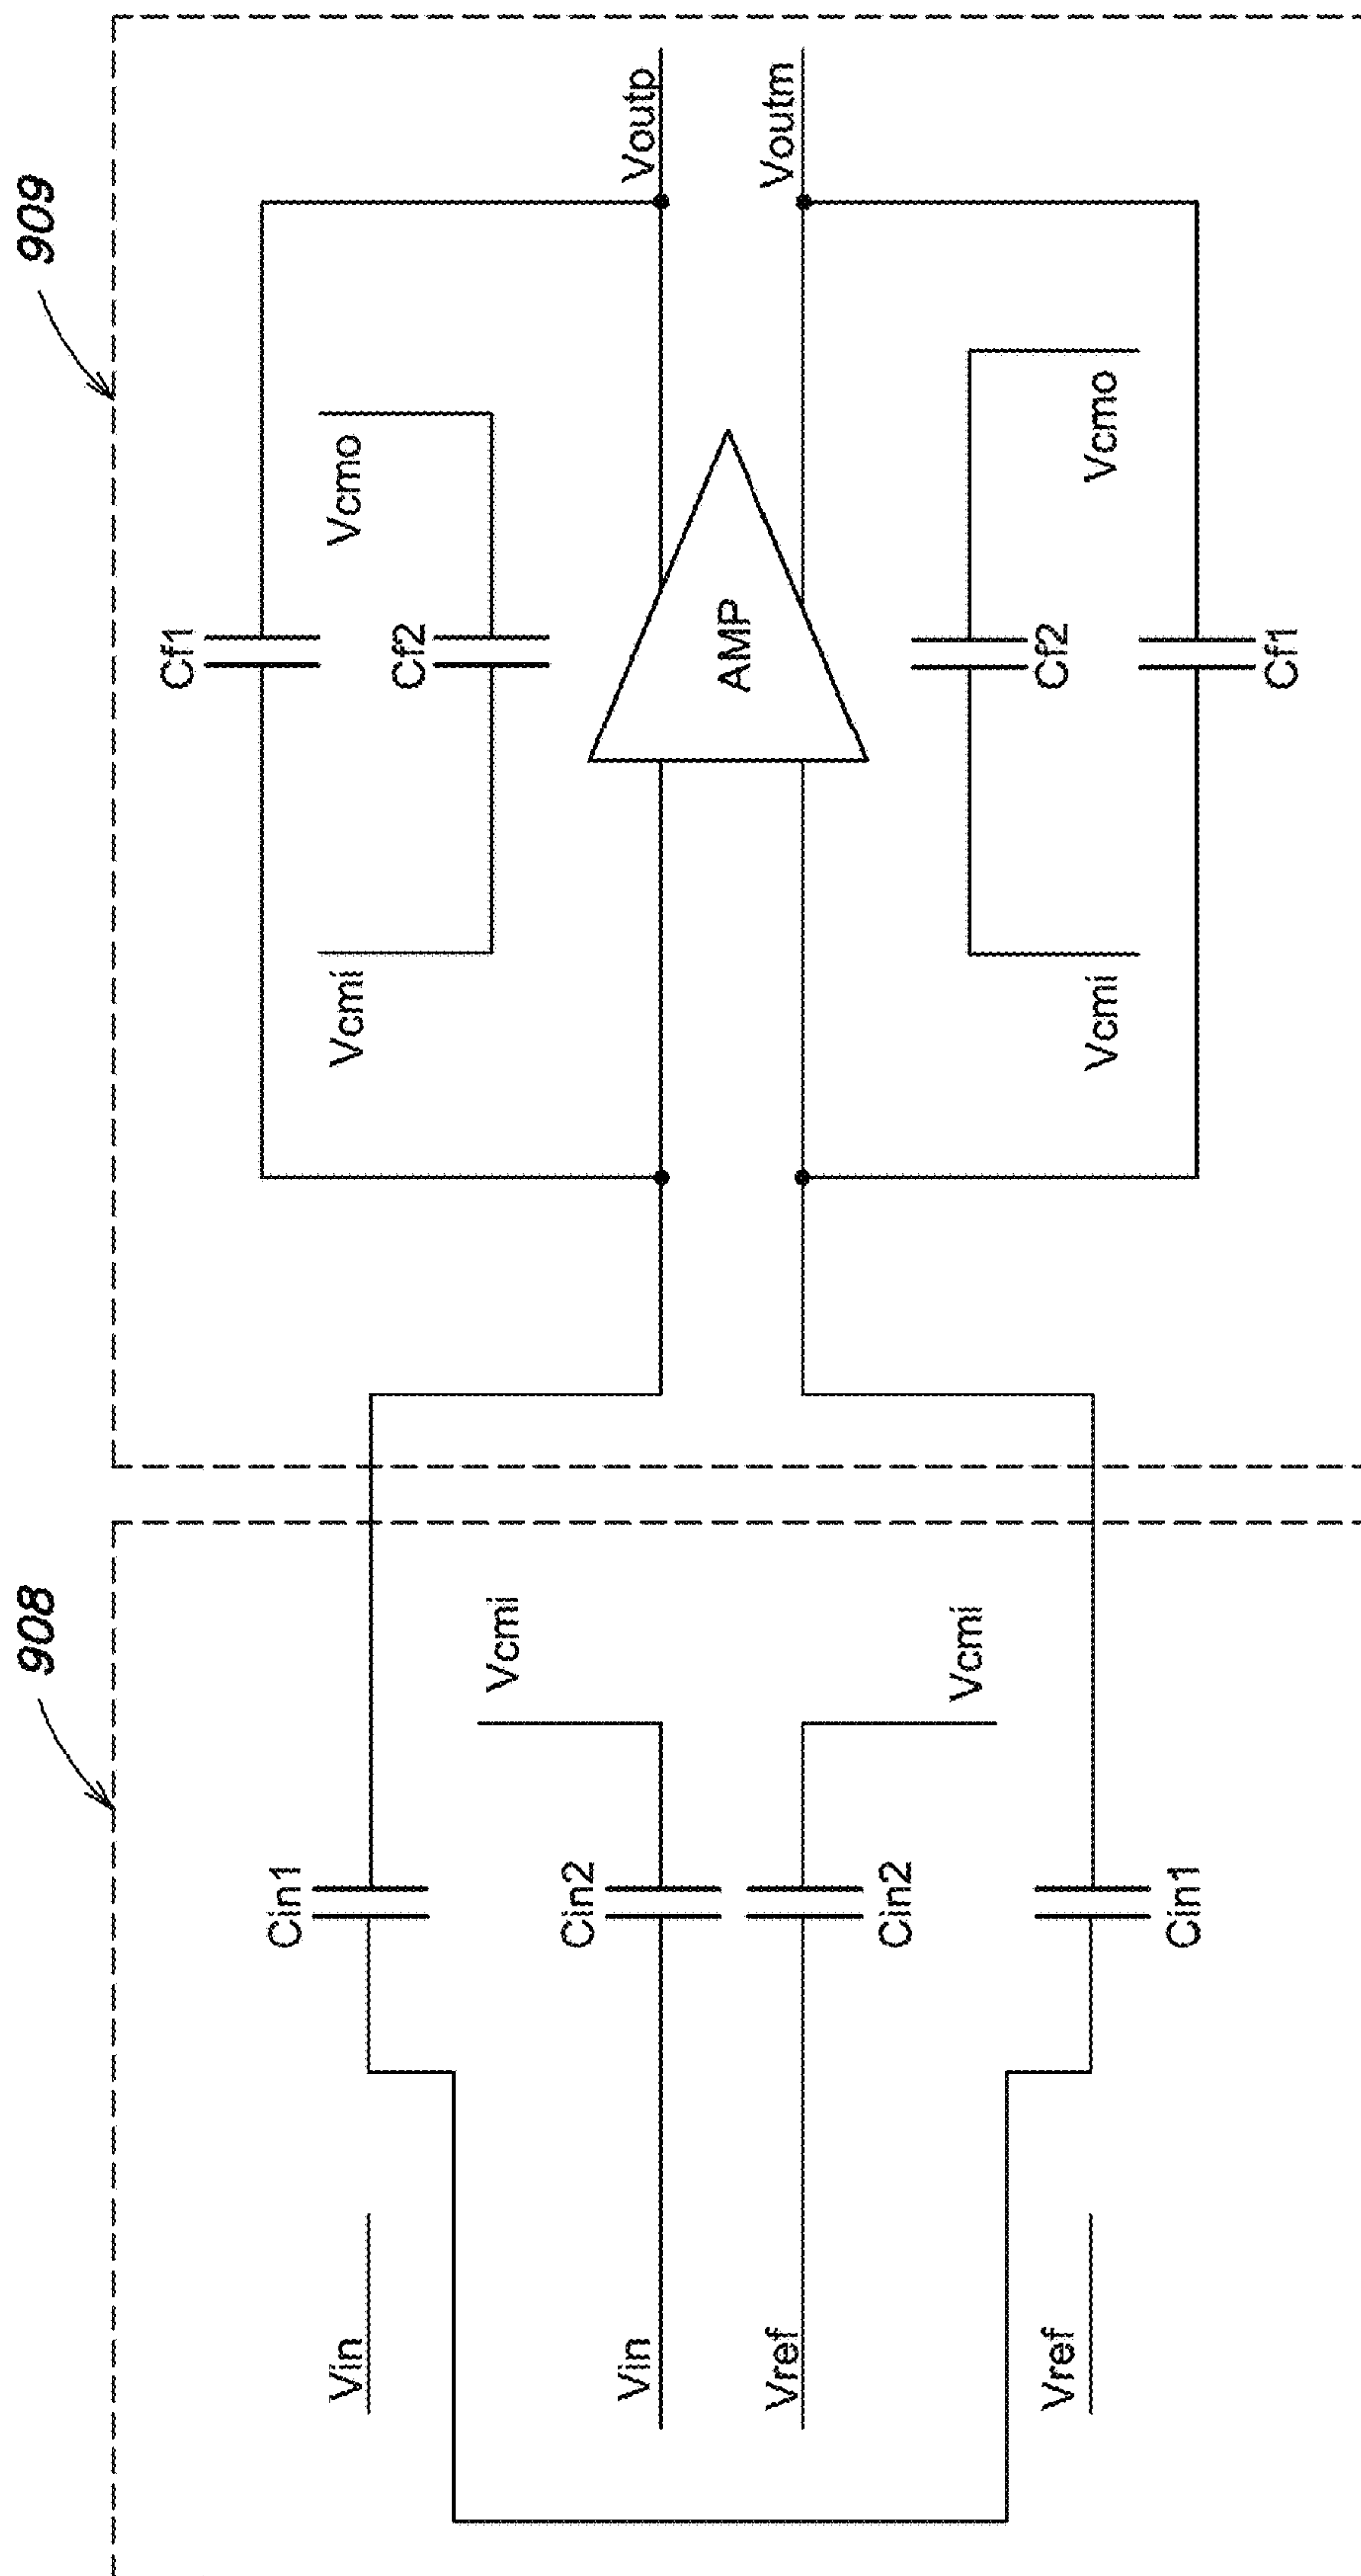 908
909
Vin
Cin1
Vin
Cin2
Vcmi
Vref
Cin2
Vcmi
Vref
Cin1
Cf1
Vcmi
Cf2
Vcmo
AMP
Voutp
Voutm
Vcmi
Cf2
Vcmo
Cf1